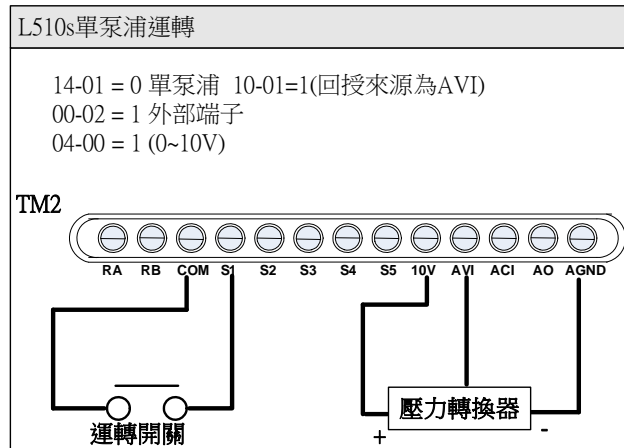 L510s單泵浦運轉
14-01 = 0 單泵浦 10-01=1(回授來源為AVI)
00-02 = 1 外部端子
04-00 = 1 (0~10V)
TM2
RA RB COM S1 S2 S3 S4 S5 10V AVI ACI AO AGND
運轉開關
+ 壓力轉換器 -